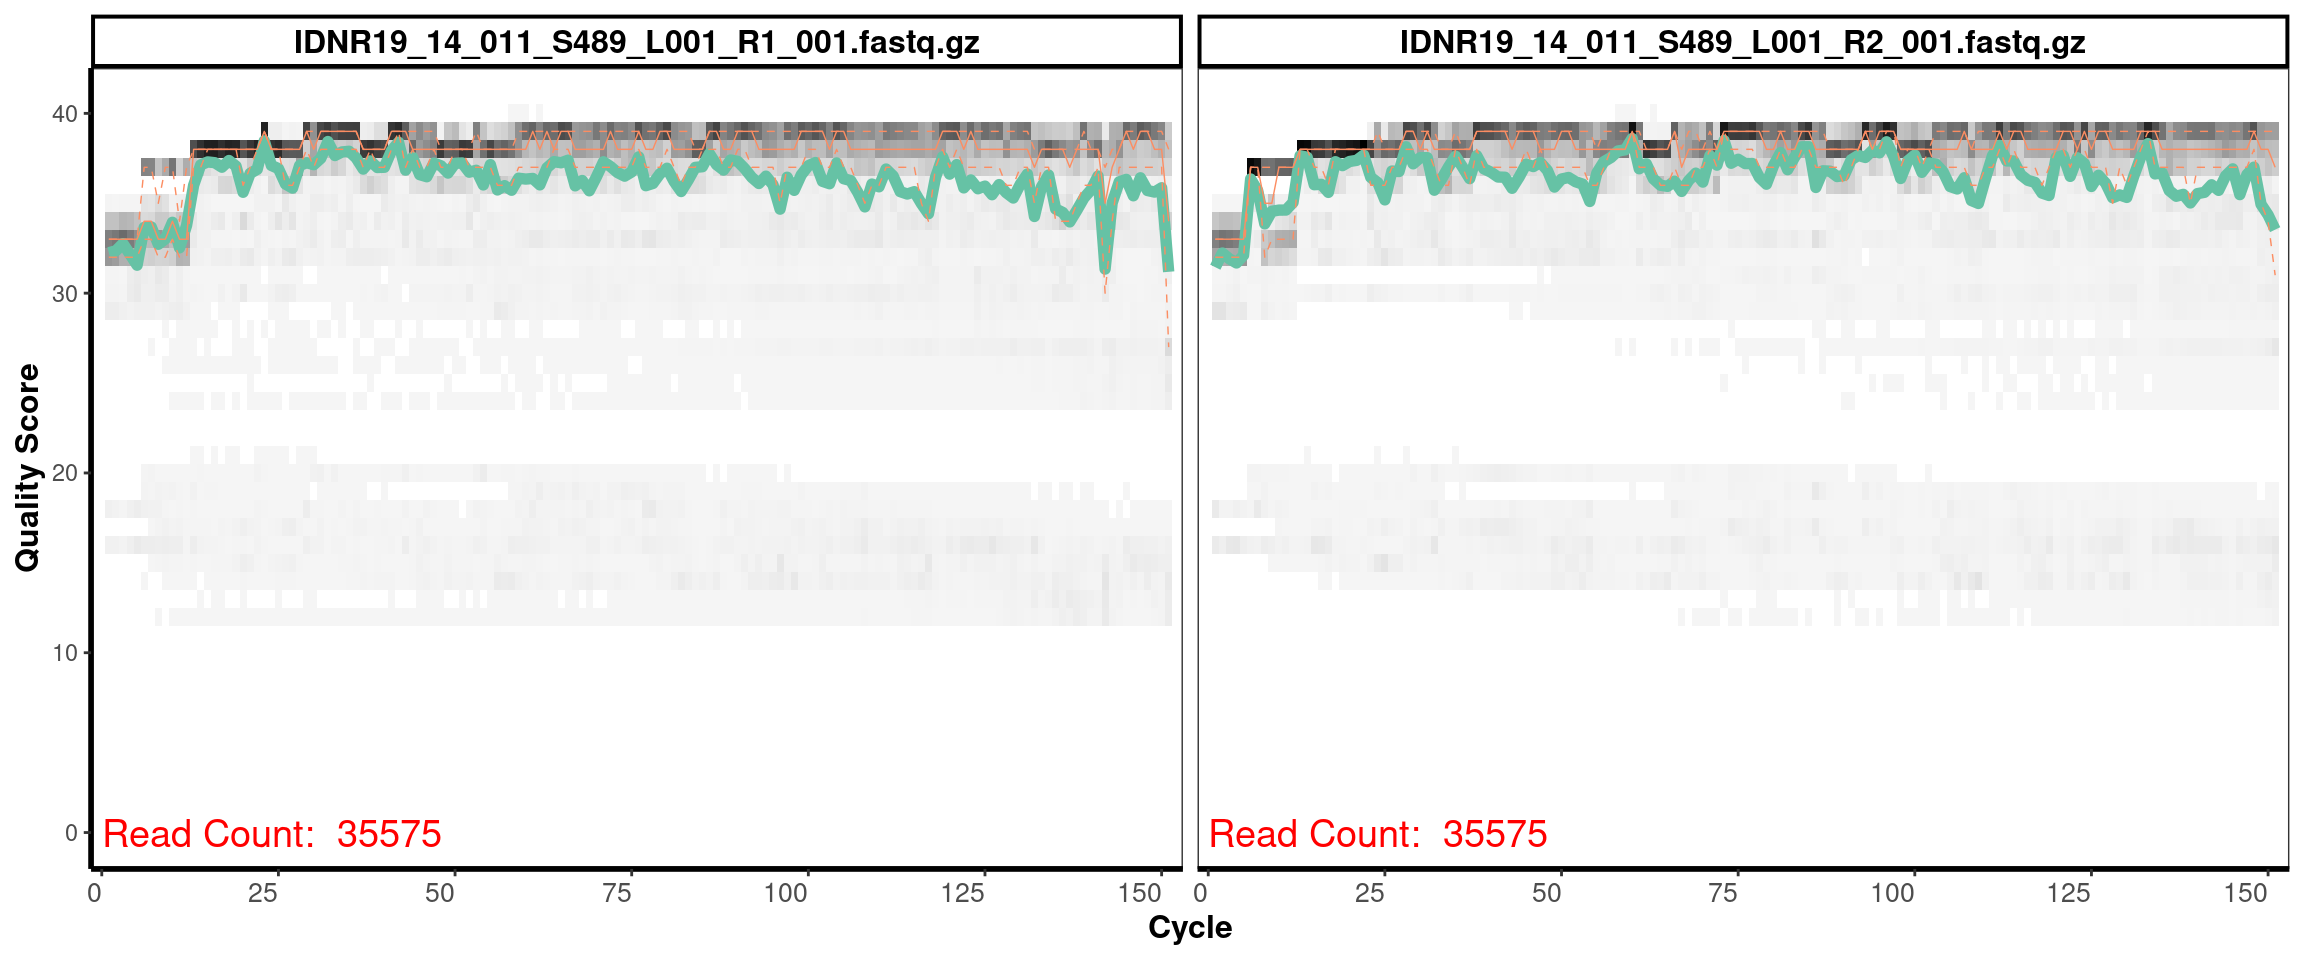 IDNR19_14_011_S489_L001_R1_001.fastq.gz
IDNR19_14_011_S489_L001_R2_001.fastq.gz
Quality Score
40
30
20
10
0
Read Count: 35575
Read Count: 35575
0 25 50 75 100 125 150
0 25 50 75 100 125 150
Cycle